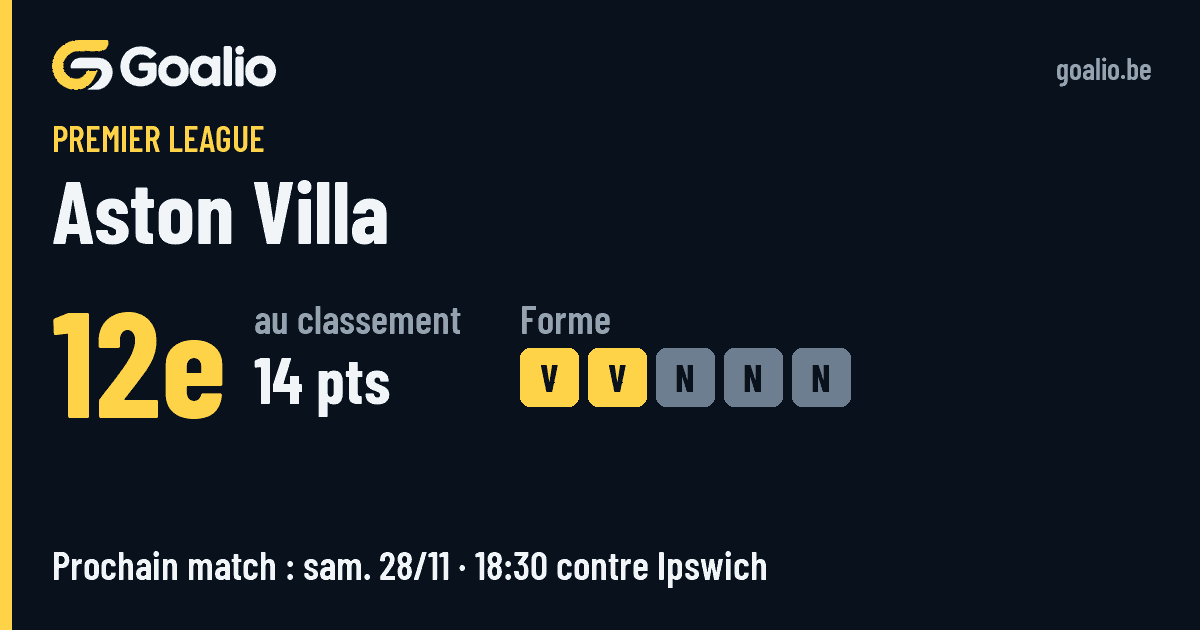 Goalio
goalio.be
PREMIER LEAGUE
Aston Villa
12e
au classement
14 pts
Forme
V V N N N
Prochain match : sam. 28/11 · 18:30 contre Ipswich